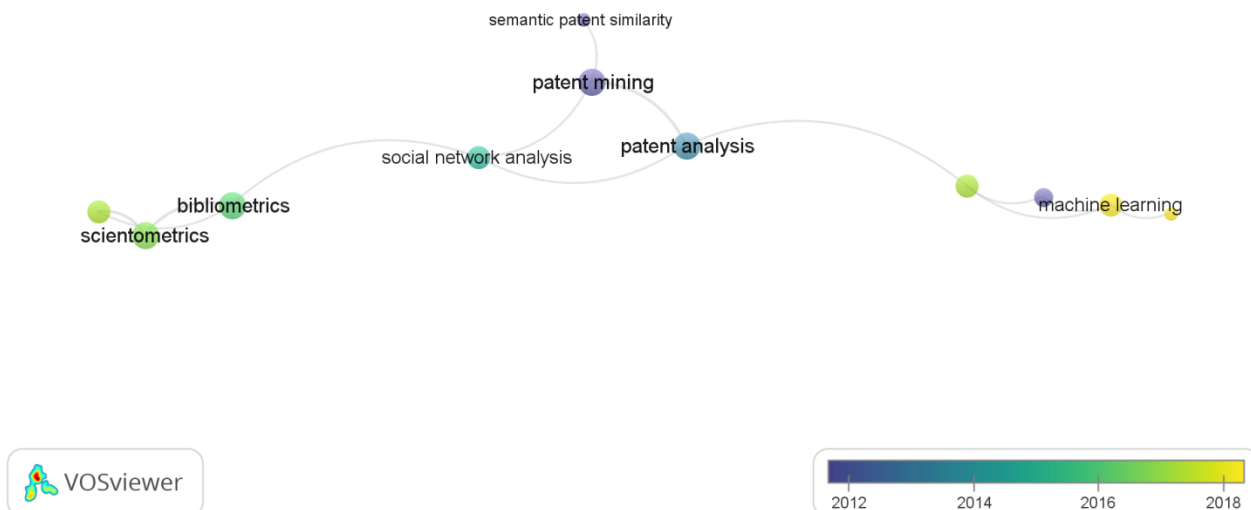 semantic patent similarity
patent mining
patent analysis
social network analysis
bibliometrics
machine learning
scientometrics
VOSviewer
2012
2014
2016
2018